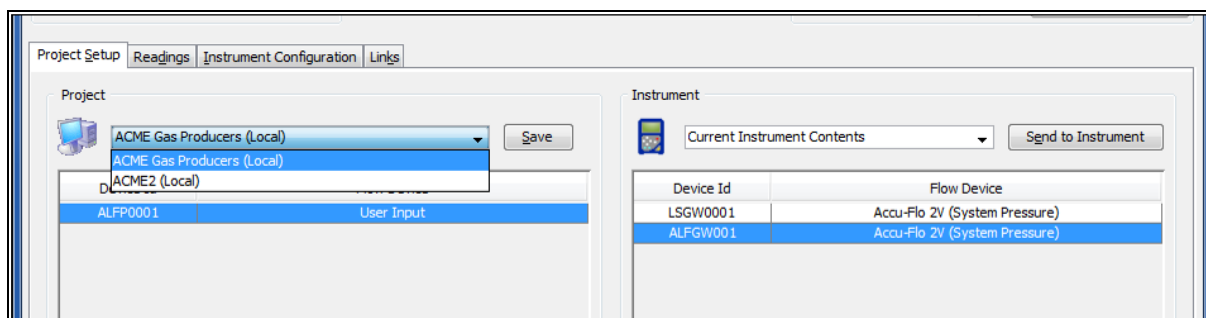 Project Setup Readings Instrument Configuration Links
Project
ACME Gas Producers (Local)
Save
ACME Gas Producers (Local)
ACME2 (Local)
ALFP0001 User Input
Instrument
Current Instrument Contents
Send to Instrument
Device Id Flow Device
LSGW0001 Accu-Flo 2V (System Pressure)
ALFGW001 Accu-Flo 2V (System Pressure)